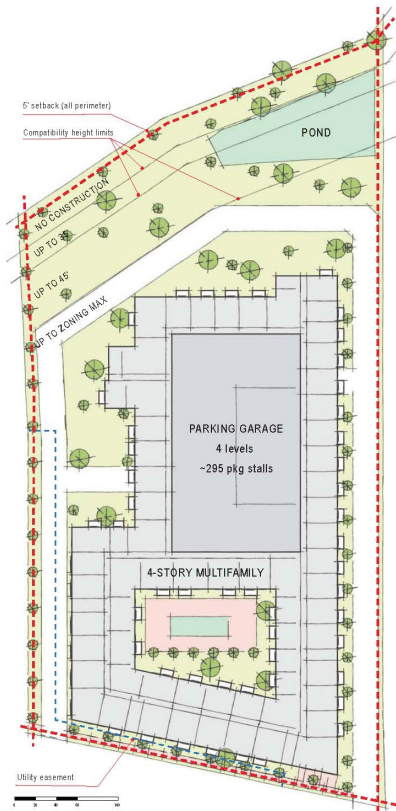 5' setback (all perimeter)
Compatibility height limits
POND
NO CONSTRUCTION
UP TO 35'
UP TO 45'
UP TO ZONING MAX
PARKING GARAGE
4 levels
~295 pkg stalls
4-STORY MULTIFAMILY
Utility easement